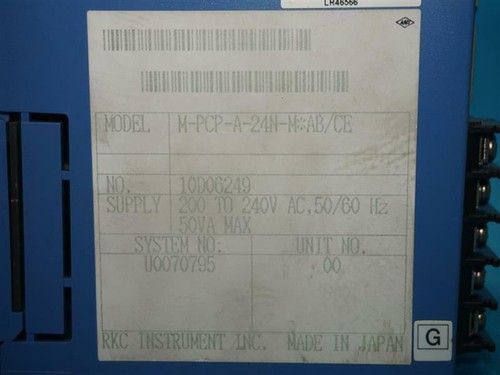 LR46566
MODEL M-PCP-A-24N-M*AB/CE
NO. 10D06249
SUPPLY 200 TO 240V AC,50/60 Hz
50VA MAX
SYSTEM NO. UNIT NO.
U0070795 00
RKC INSTRUMENT INC. MADE IN JAPAN
G